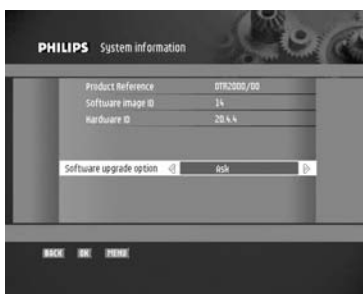 PHILIPS System information
Product Reference DTR2000/00
Software image ID 14
Hardware ID 20.4.4
Software upgrade option Ask
BACK OK MENU